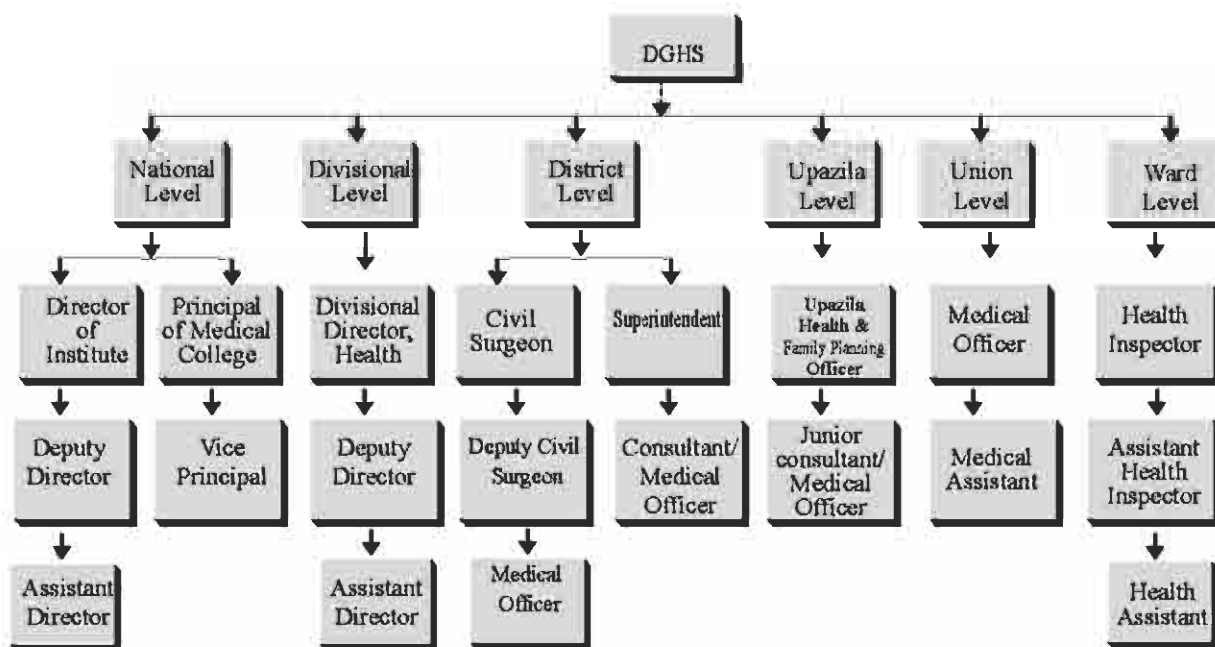 DGHS
National
Level
Divisional
Level
District
Level
Upazila
Level
Union
Level
Ward
Level
Director
of
Institute
Principal
of Medical
College
Divisional
Director,
Health
Civil
Surgeon
Superintendent
Upazila
Health &
Family Planning
Officer
Medical
Officer
Health
Inspector
Deputy
Director
Vice
Principal
Deputy
Director
Deputy Civil
Surgeon
Consultant/
Medical
Officer
Junior
consultant/
Medical
Officer
Medical
Assistant
Assistant
Health
Inspector
Assistant
Director
Assistant
Director
Medical
Officer
Health
Assistant